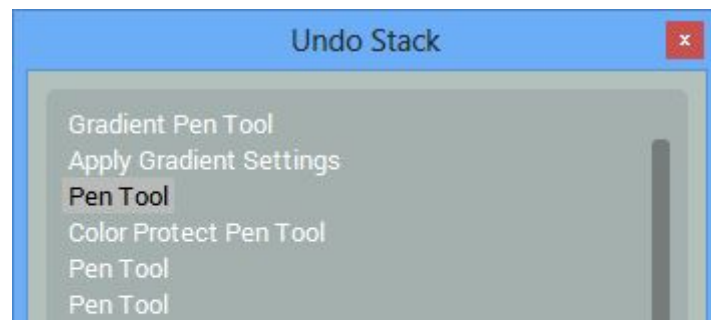 Undo Stack
x
Gradient Pen Tool
Apply Gradient Settings
Pen Tool
Color Protect Pen Tool
Pen Tool
Pen Tool